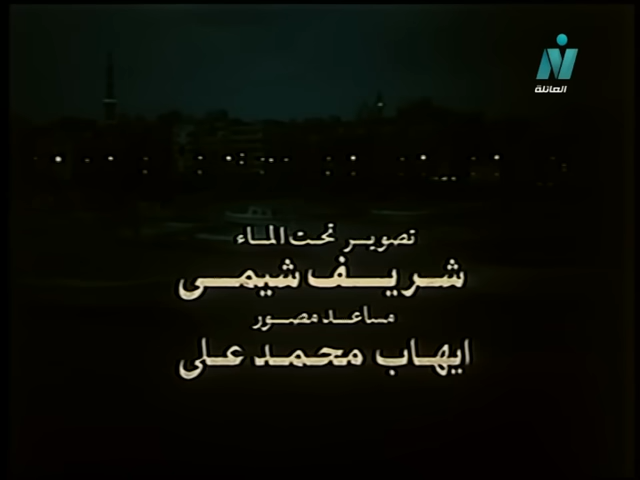 العائلة
تصوير تحت الماء
شريف شيمى
مساعد مصور
ايهاب محمد على